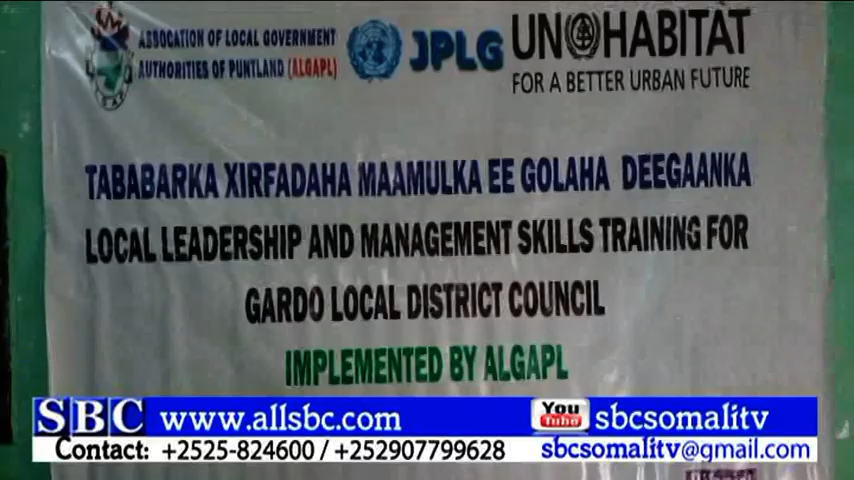 ASSOCATION OF LOCAL GOVERNMENT
AUTHORITIES OF PUNTLAND (ALGAPL)
JPLG
UN HABITAT
FOR A BETTER URBAN FUTURE
TABABARKA XIRFADAHA MAAMULKA EE GOLAHA DEEGAANKA
LOCAL LEADERSHIP AND MANAGEMENT SKILLS TRAINING FOR
GARDO LOCAL DISTRICT COUNCIL
IMPLEMENTED BY ALGAPL
SBC www.allsbc.com You Tube sbcsomalitv
Contact: +2525-824600 / +252907799628 sbcsomalitv@gmail.com